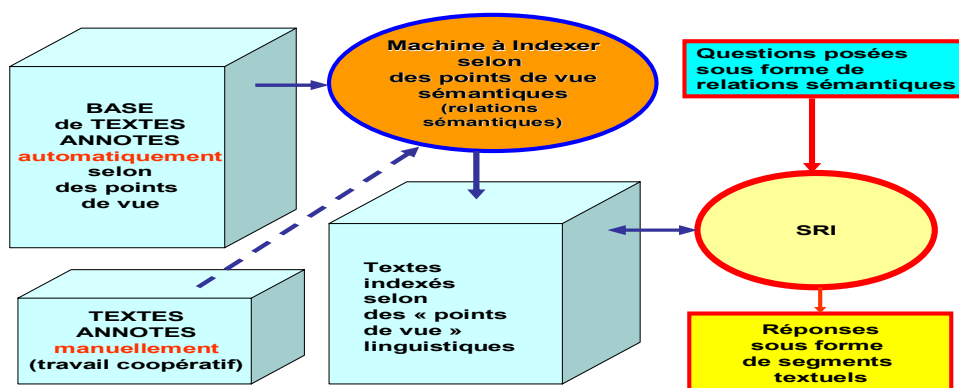 BASE
de TEXTES
ANNOTES
automatiquement
selon
des points
de vue
TEXTES
ANNOTES
manuellement
(travail coopératif)
Machine à Indexer
selon
des points de vue
sémantiques
(relations
sémantiques)
Textes
indexés
selon
des « points
de vue »
linguistiques
Questions posées
sous forme de
relations sémantiques
SRI
Réponses
sous forme
de segments
textuels